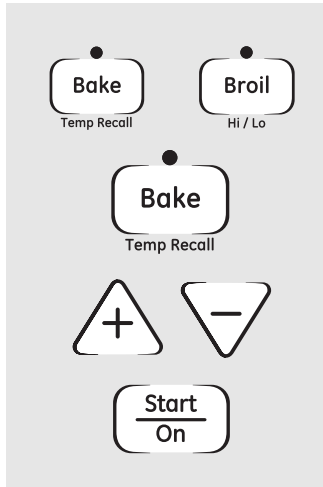 Bake Broil
Temp Recall Hi / Lo
Bake
Temp Recall
+ −
Start
On